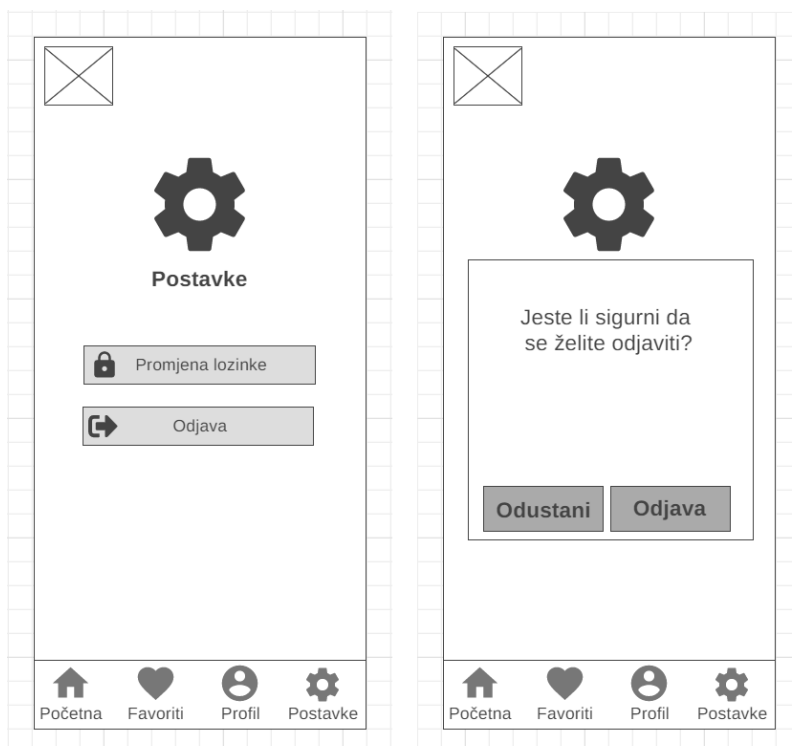 Postavke
Promjena lozinke
Odjava
Početna
Favoriti
Profil
Postavke
Jeste li sigurni da
se želite odjaviti?
Odustani
Odjava
Početna
Favoriti
Profil
Postavke